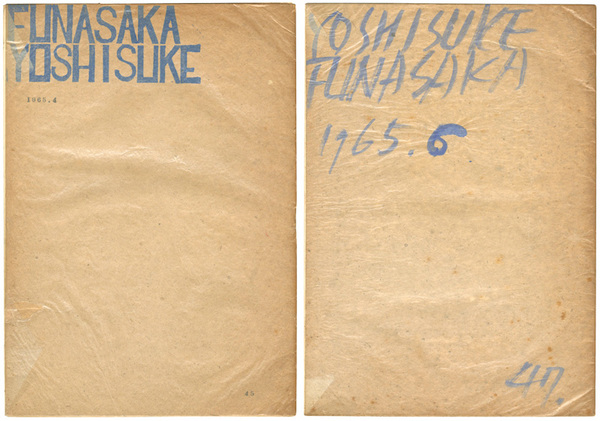 FUNASAKA
YOSHISUKE
1965.4
45
YOSHISUKE
FUNASAKA
1965.6
47.